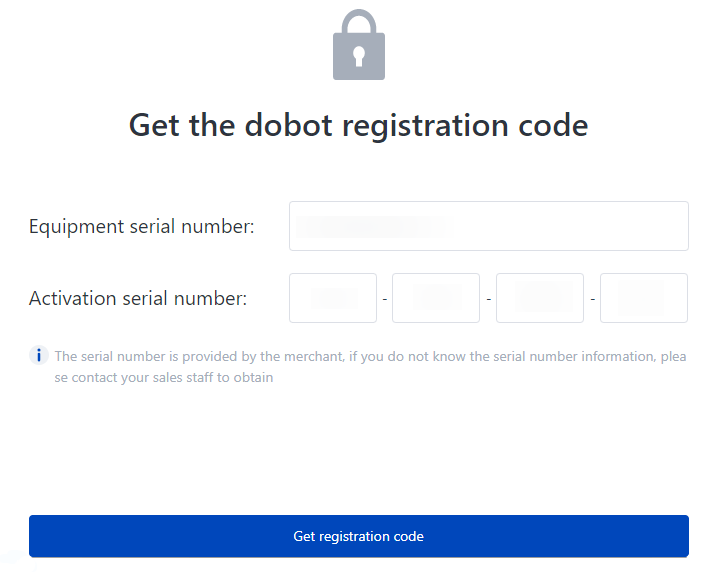 Get the dobot registration code
Equipment serial number:
Activation serial number:
- - -
The serial number is provided by the merchant, if you do not know the serial number information, plea
se contact your sales staff to obtain
Get registration code